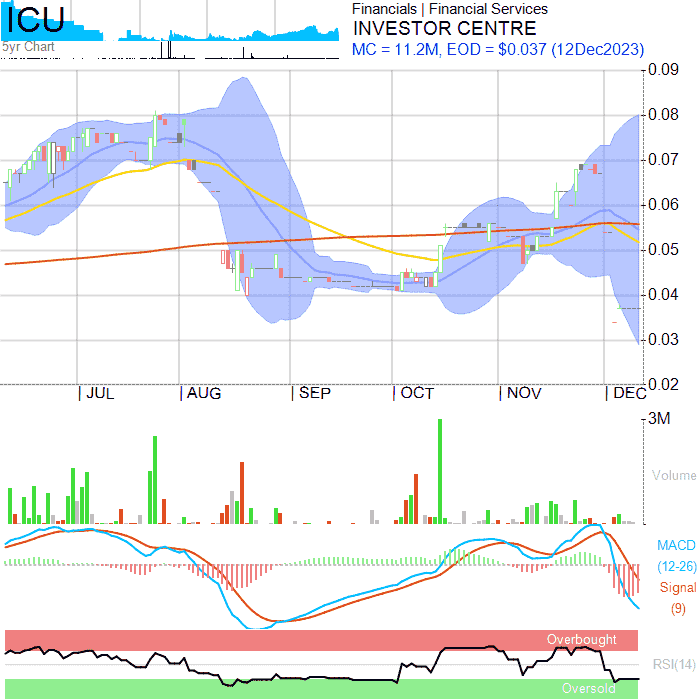 ICU
5yr Chart
Financials | Financial Services
INVESTOR CENTRE
MC = 11.2M, EOD = $0.037 (12Dec2023)
0.09
0.08
0.07
0.06
0.05
0.04
0.03
0.02
| JUL | AUG | SEP | OCT | NOV | DEC
3M
Volume
MACD
(12-26)
Signal
(9)
Overbought
RSI(14)
Oversold